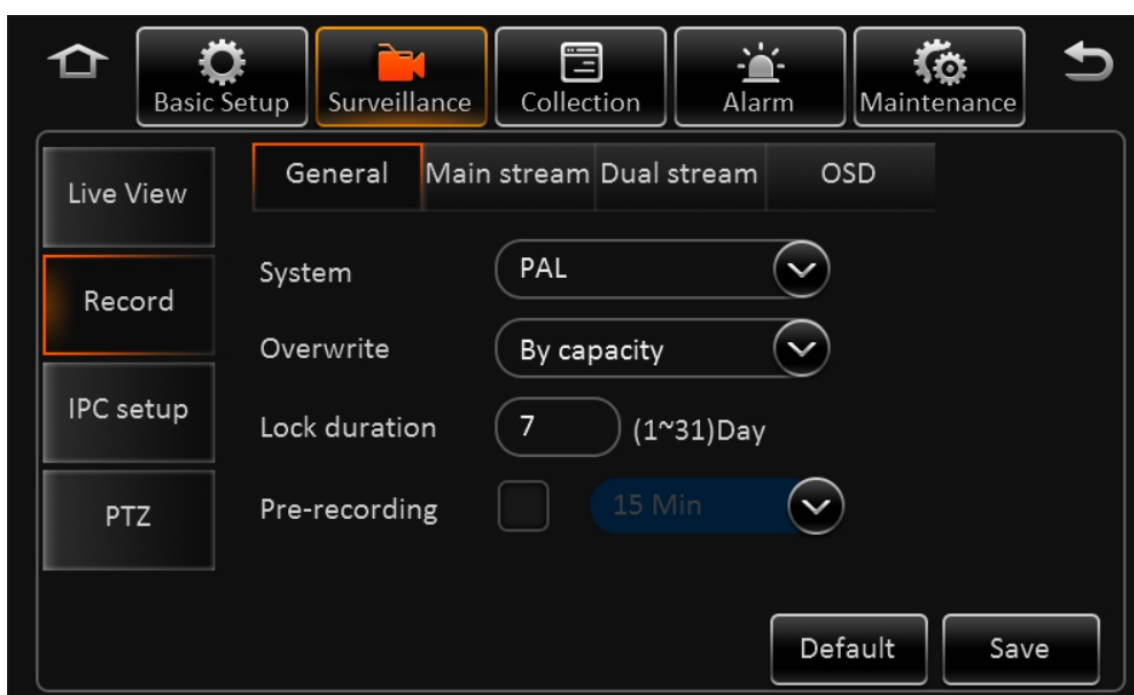 Basic Setup
Surveillance
Collection
Alarm
Maintenance
Live View
Record
IPC setup
PTZ
General
Main stream
Dual stream
OSD
System
PAL
Overwrite
By capacity
Lock duration
7
(1~31)Day
Pre-recording
15 Min
Default
Save